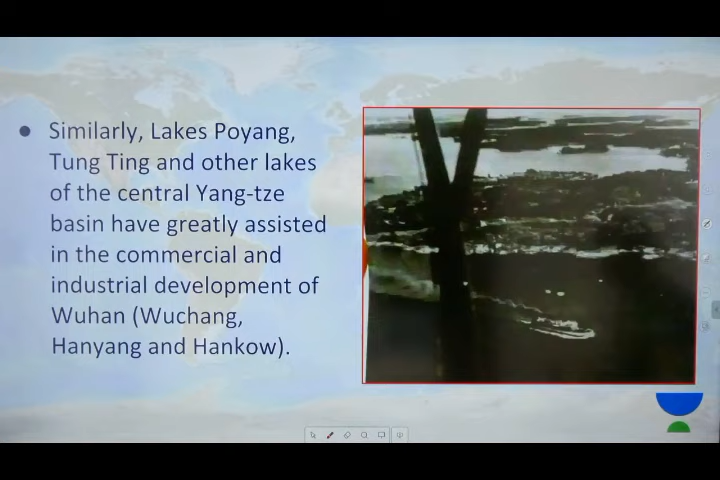 Similarly, Lakes Poyang,
Tung Ting and other lakes
of the central Yang-tze
basin have greatly assisted
in the commercial and
industrial development of
Wuhan (Wuchang,
Hanyang and Hankow).